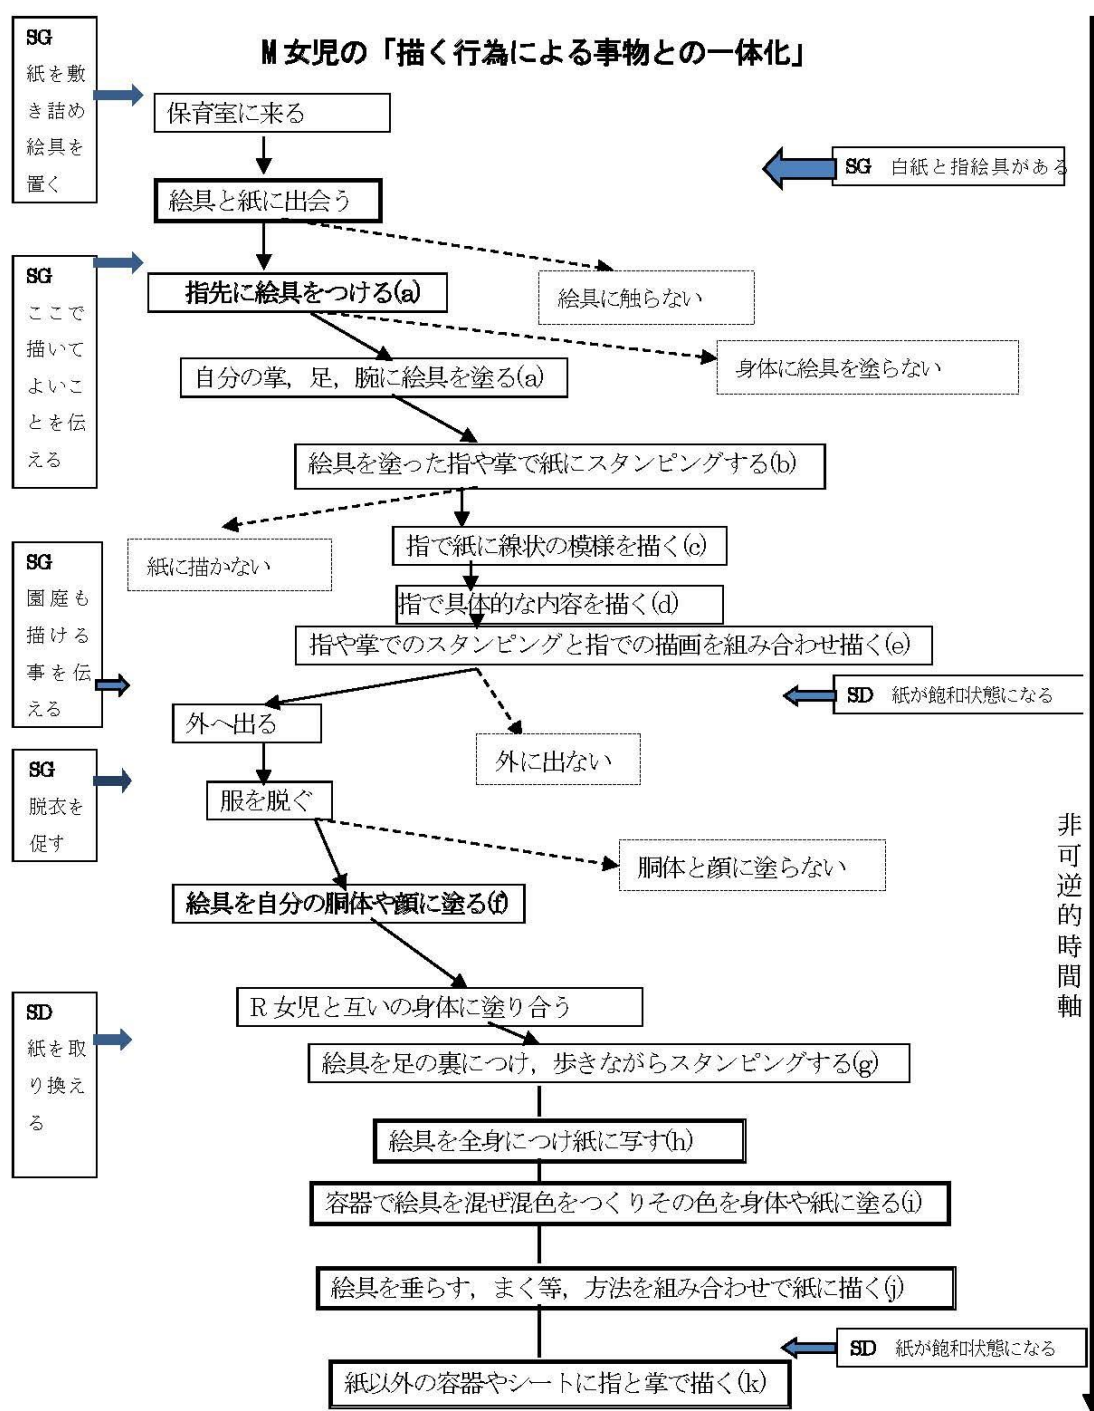 M女児の「描く行為による事物との一体化」
SG
紙を敷
き詰め
絵具を
置く
保育室に来る
SG 白紙と指絵具がある
絵具と紙に出会う
SG
ここで
描いて
よいこ
とを伝
える
指先に絵具をつける(a)
絵具に触らない
身体に絵具を塗らない
自分の掌，足，腕に絵具を塗る(a)
絵具を塗った指や掌で紙にスタンピングする(b)
紙に描かない
指で紙に線状の模様を描く(c)
SG
園庭も
描ける
事を伝
える
指で具体的な内容を描く(d)
指や掌でのスタンピングと指での描画を組み合わせ描く(e)
SD 紙が飽和状態になる
外へ出る
外に出ない
SG
脱衣を
促す
服を脱ぐ
胴体と顔に塗らない
非可逆的時間軸
絵具を自分の胴体や顔に塗る(f)
SD
紙を取
り換え
る
R女児と互いの身体に塗り合う
絵具を足の裏につけ，歩きながらスタンピングする(g)
絵具を全身につけ紙に写す(h)
容器で絵具を混ぜ混色をつくりその色を身体や紙に塗る(i)
絵具を垂らす，まく等，方法を組み合わせで紙に描く(j)
SD 紙が飽和状態になる
紙以外の容器やシートに指と掌で描く(k)